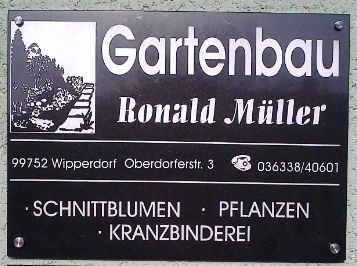 Gartenbau
Ronald Müller
99752 Wipperdorf Oberdorferstr. 3 ☎ 036338/40601
· SCHNITTBLUMEN · PFLANZEN
· KRANZBINDEREI